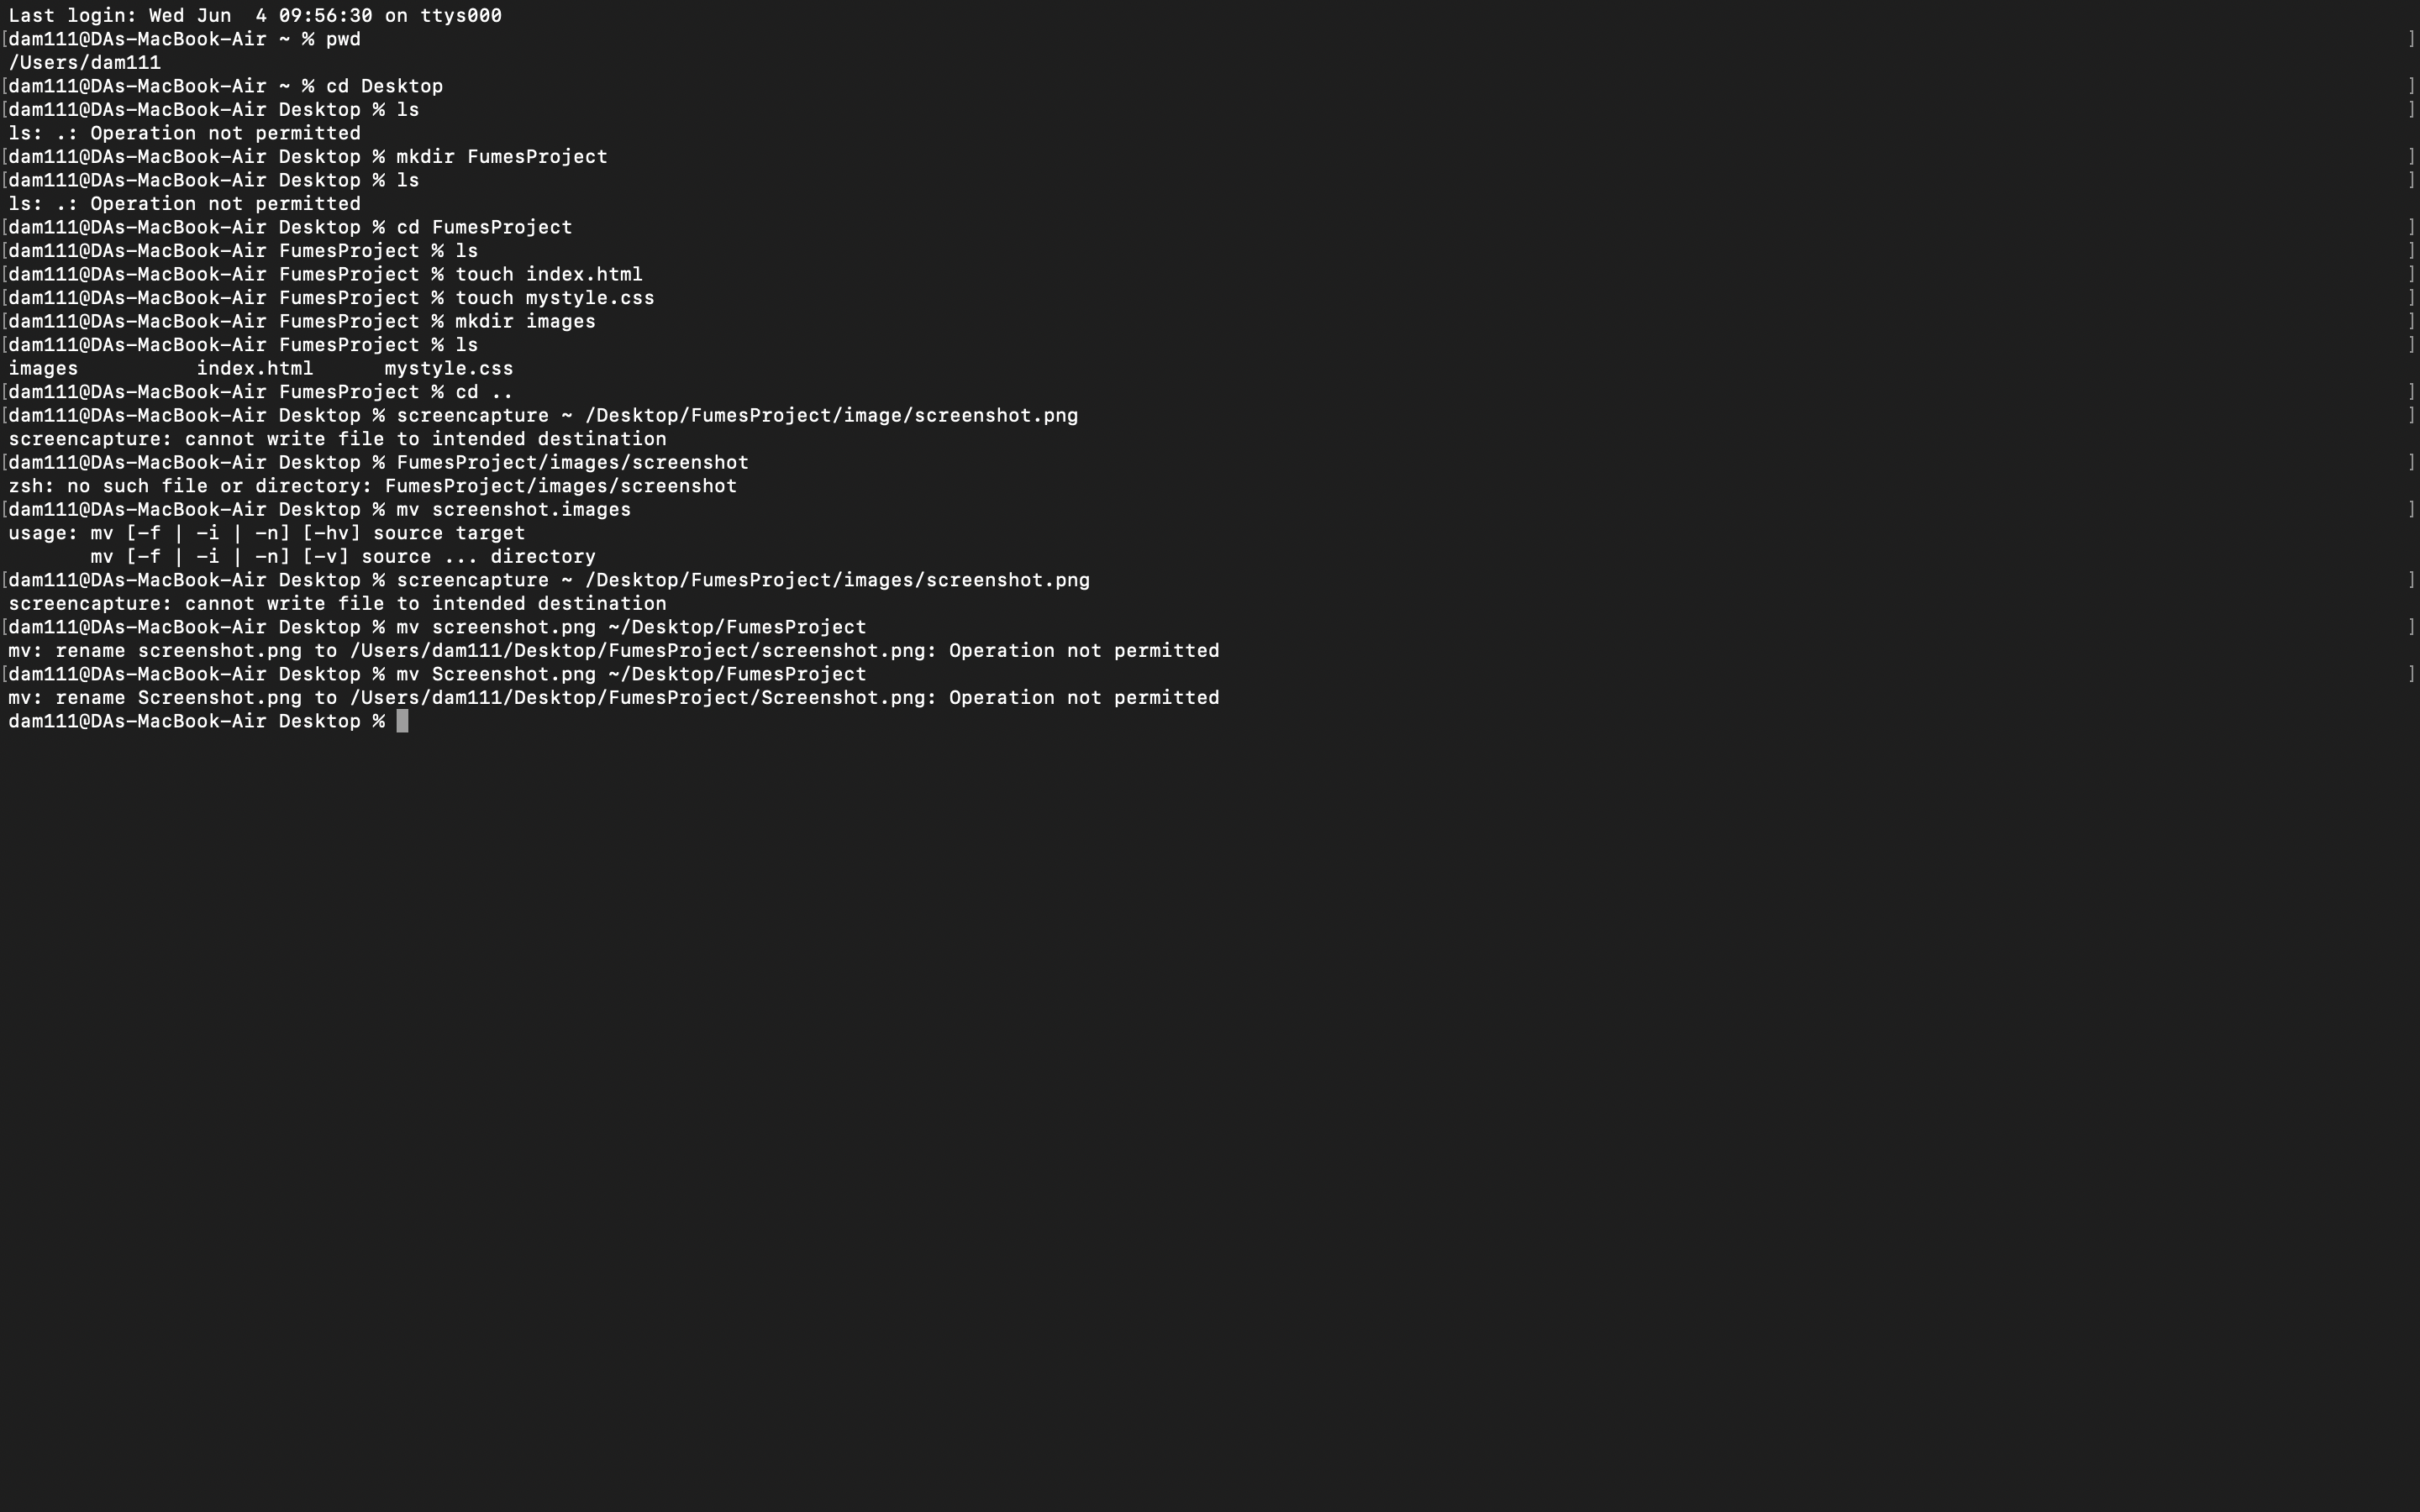 Last login: Wed Jun  4 09:56:30 on ttys000
[dam111@DAs-MacBook-Air ~ % pwd ]
/Users/dam111
[dam111@DAs-MacBook-Air ~ % cd Desktop ]
[dam111@DAs-MacBook-Air Desktop % ls ]
ls: .: Operation not permitted
[dam111@DAs-MacBook-Air Desktop % mkdir FumesProject ]
[dam111@DAs-MacBook-Air Desktop % ls ]
ls: .: Operation not permitted
[dam111@DAs-MacBook-Air Desktop % cd FumesProject ]
[dam111@DAs-MacBook-Air FumesProject % ls ]
[dam111@DAs-MacBook-Air FumesProject % touch index.html ]
[dam111@DAs-MacBook-Air FumesProject % touch mystyle.css ]
[dam111@DAs-MacBook-Air FumesProject % mkdir images ]
[dam111@DAs-MacBook-Air FumesProject % ls ]
images          index.html      mystyle.css
[dam111@DAs-MacBook-Air FumesProject % cd .. ]
[dam111@DAs-MacBook-Air Desktop % screencapture ~ /Desktop/FumesProject/image/screenshot.png ]
screencapture: cannot write file to intended destination
[dam111@DAs-MacBook-Air Desktop % FumesProject/images/screenshot ]
zsh: no such file or directory: FumesProject/images/screenshot
[dam111@DAs-MacBook-Air Desktop % mv screenshot.images ]
usage: mv [-f | -i | -n] [-hv] source target
       mv [-f | -i | -n] [-v] source ... directory
[dam111@DAs-MacBook-Air Desktop % screencapture ~ /Desktop/FumesProject/images/screenshot.png ]
screencapture: cannot write file to intended destination
[dam111@DAs-MacBook-Air Desktop % mv screenshot.png ~/Desktop/FumesProject ]
mv: rename screenshot.png to /Users/dam111/Desktop/FumesProject/screenshot.png: Operation not permitted
[dam111@DAs-MacBook-Air Desktop % mv Screenshot.png ~/Desktop/FumesProject ]
mv: rename Screenshot.png to /Users/dam111/Desktop/FumesProject/Screenshot.png: Operation not permitted
dam111@DAs-MacBook-Air Desktop %